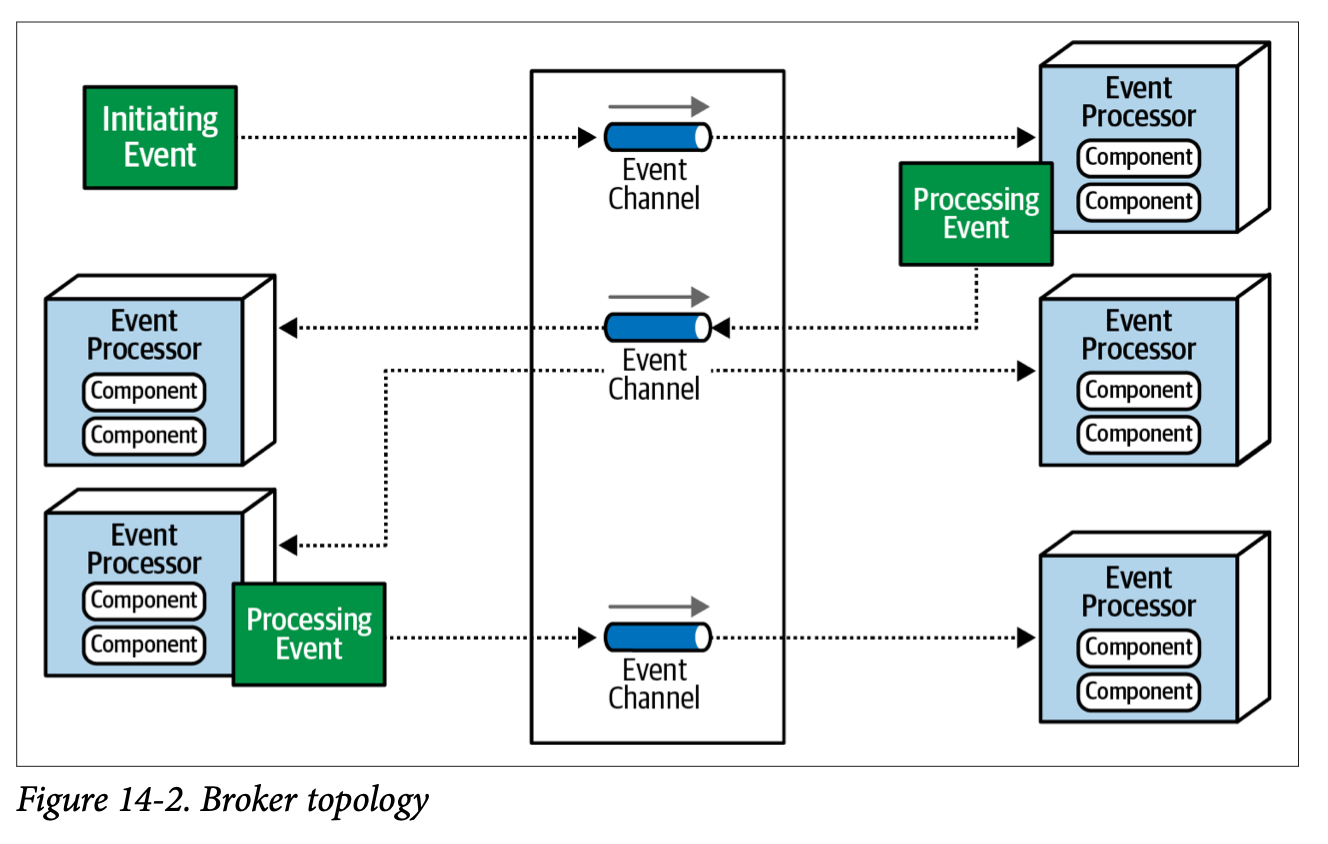 Initiating
Event
Event
Channel
Event
Processor
Component
Component
Processing
Event
Event
Processor
Component
Component
Event
Channel
Event
Processor
Component
Component
Event
Processor
Component
Component
Processing
Event
Event
Channel
Event
Processor
Component
Component
Figure 14-2. Broker topology